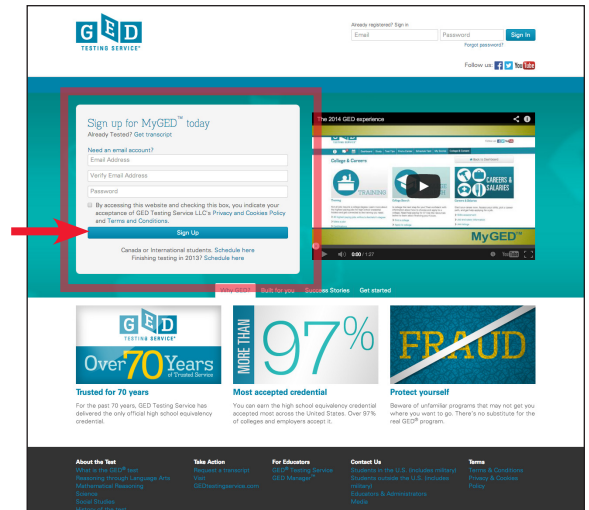 GED
TESTING SERVICE®
Already registered? Sign in
Email
Password
Sign In
Forgot password?
Follow us:
You Tube
Sign up for MyGED™ today
Already Tested? Get transcript
Need an email account?
Email Address
Verify Email Address
Password
By accessing this website and checking this box, you indicate your
acceptance of GED Testing Service LLC's Privacy and Cookies Policy
and Terms and Conditions.
Sign Up
Canada or International students. Schedule here
Finishing testing in 2013? Schedule here
The 2014 GED experience
College & Careers
TRAINING
CAREERS &
SALARIES
MyGED™
0:00 / 1:27
YouTube
Why GED?
Built for you
Success Stories
Get started
GED
TESTING SERVICE®
Over 70 Years
of Trusted Service
MORE THAN
97%
FRAUD
Trusted for 70 years
For the past 70 years, GED Testing Service has
delivered the only official high school equivalency
credential.
Most accepted credential
You can earn the high school equivalency credential
accepted most across the United States. Over 97%
of colleges and employers accept it.
Protect yourself
Beware of unfamiliar programs that may not get you
where you want to go. There's no substitute for the
real GED® program.
About the Test
What is the GED® test
Reasoning through Language Arts
Mathematical Reasoning
Science
Social Studies
History of the test
Take Action
Request a transcript
Visit
GEDtestingservice.com
For Educators
GED® Testing Service
GED Manager™
Contact Us
Students in the U.S. (includes military)
Students outside the U.S. (includes
military)
Educators & Administrators
Media
Terms
Terms & Conditions
Privacy & Cookies
Policy